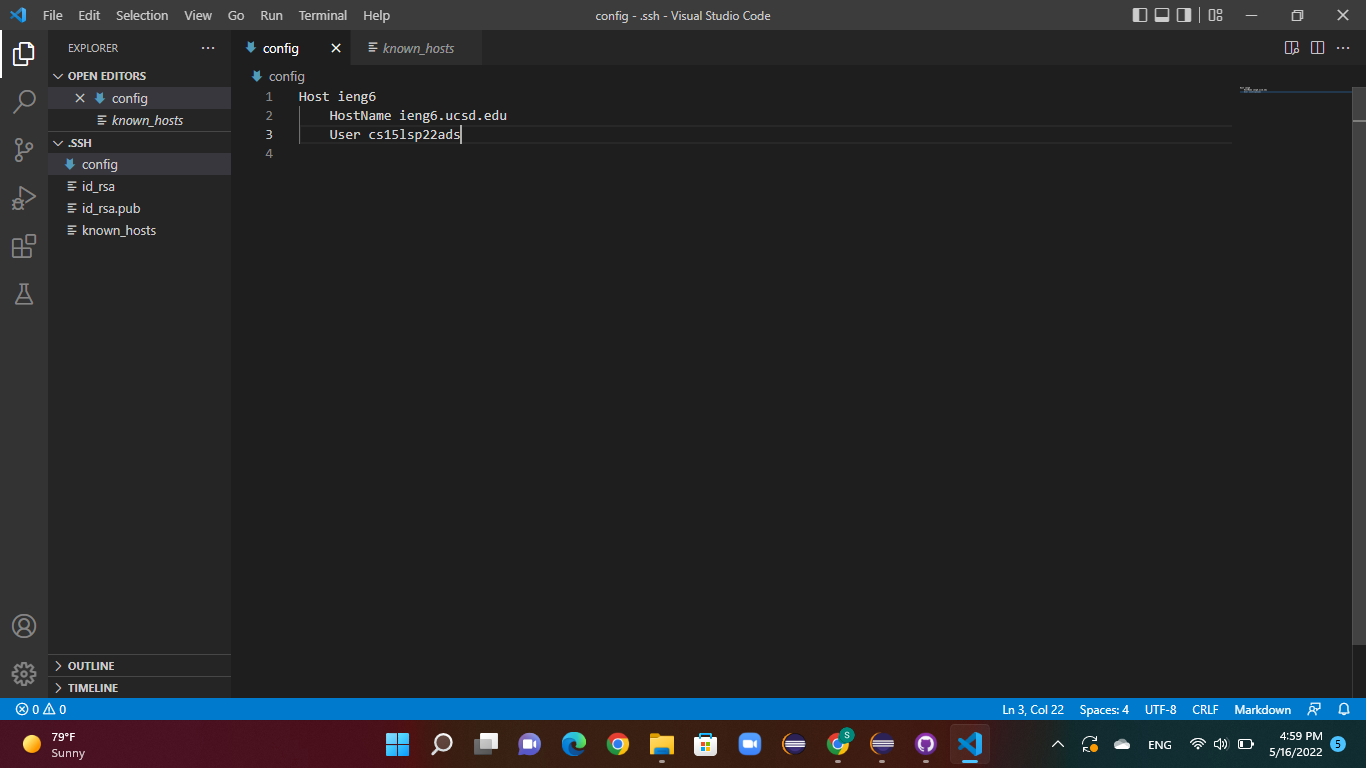 File Edit Selection View Go Run Terminal Help
config - .ssh - Visual Studio Code
EXPLORER
OPEN EDITORS
config
known_hosts
.SSH
config
id_rsa
id_rsa.pub
known_hosts
OUTLINE
TIMELINE
config
known_hosts
config
1 Host ieng6
2 HostName ieng6.ucsd.edu
3 User cs15lsp22ads
4
0 0
Ln 3, Col 22 Spaces: 4 UTF-8 CRLF Markdown
79°F
Sunny
S
ENG
4:59 PM
5/16/2022
5